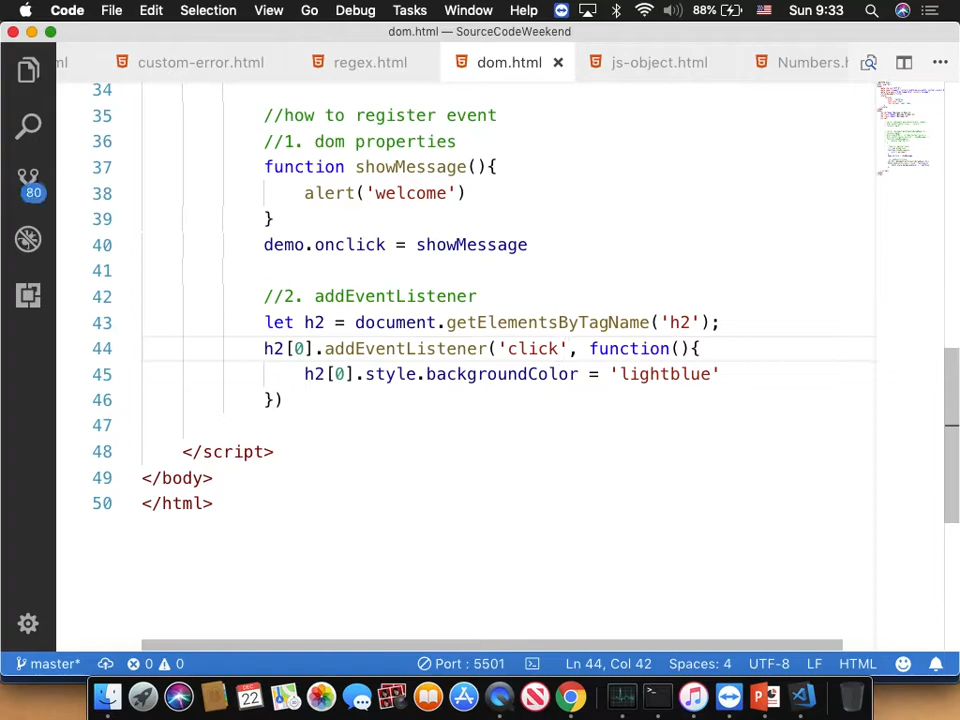 Code File Edit Selection View Go Debug Tasks Window Help 88% Sun 9:33
dom.html — SourceCodeWeekend
ml custom-error.html regex.html dom.html js-object.html Numbers.h
34
35 //how to register event
36 //1. dom properties
37 function showMessage(){
38 alert('welcome')
39 }
40 demo.onclick = showMessage
41
42 //2. addEventListener
43 let h2 = document.getElementsByTagName('h2');
44 h2[0].addEventListener('click', function(){
45 h2[0].style.backgroundColor = 'lightblue'
46 })
47
48 </script>
49 </body>
50 </html>
80
master* 0 0 Port : 5501 Ln 44, Col 42 Spaces: 4 UTF-8 LF HTML
DEC
22